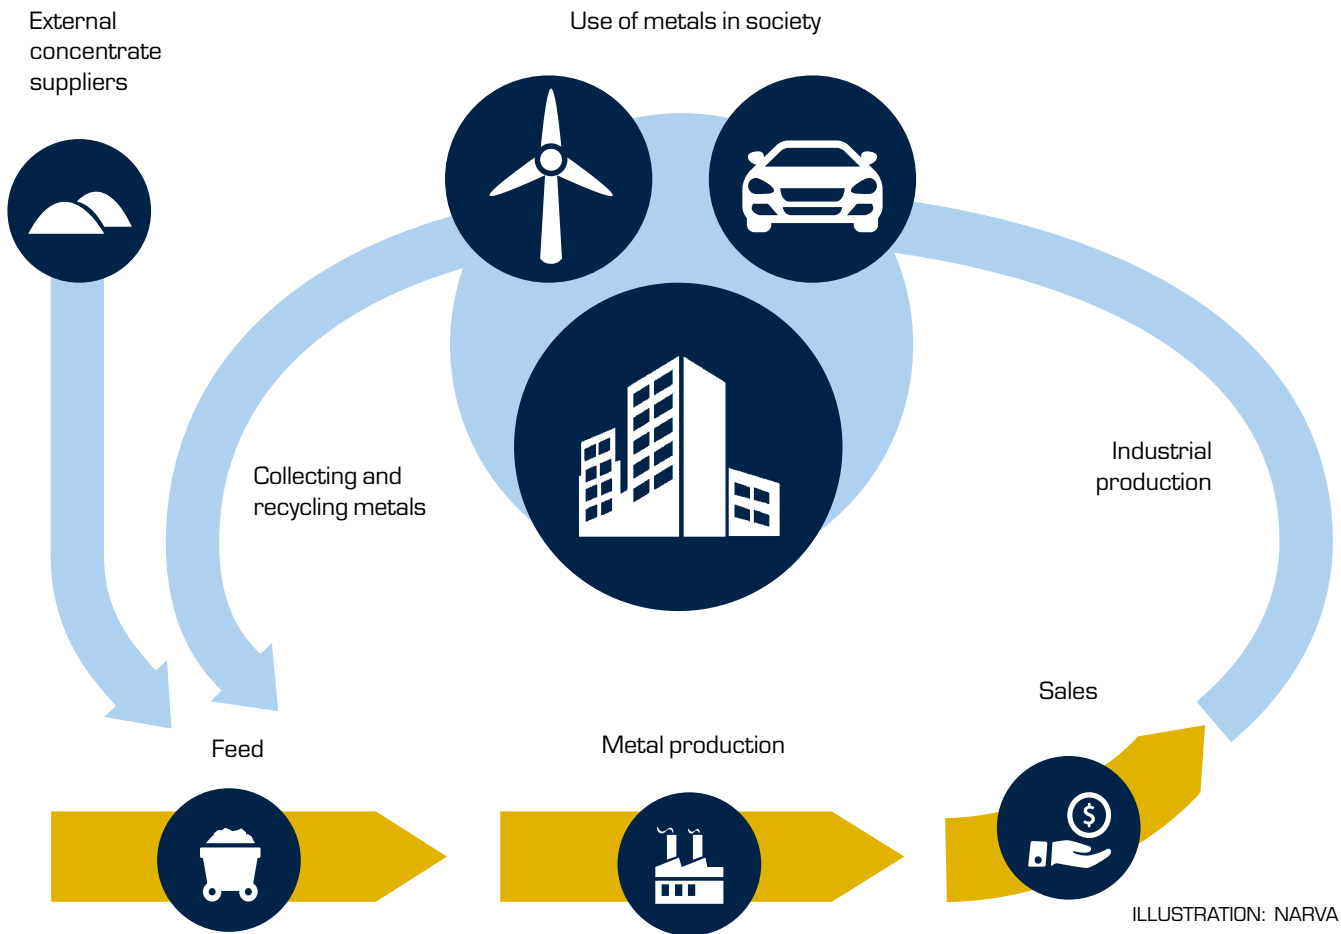 External
concentrate
suppliers
Use of metals in society
Collecting and
recycling metals
Industrial
production
Sales
Feed
Metal production
$
ILLUSTRATION: NARVA